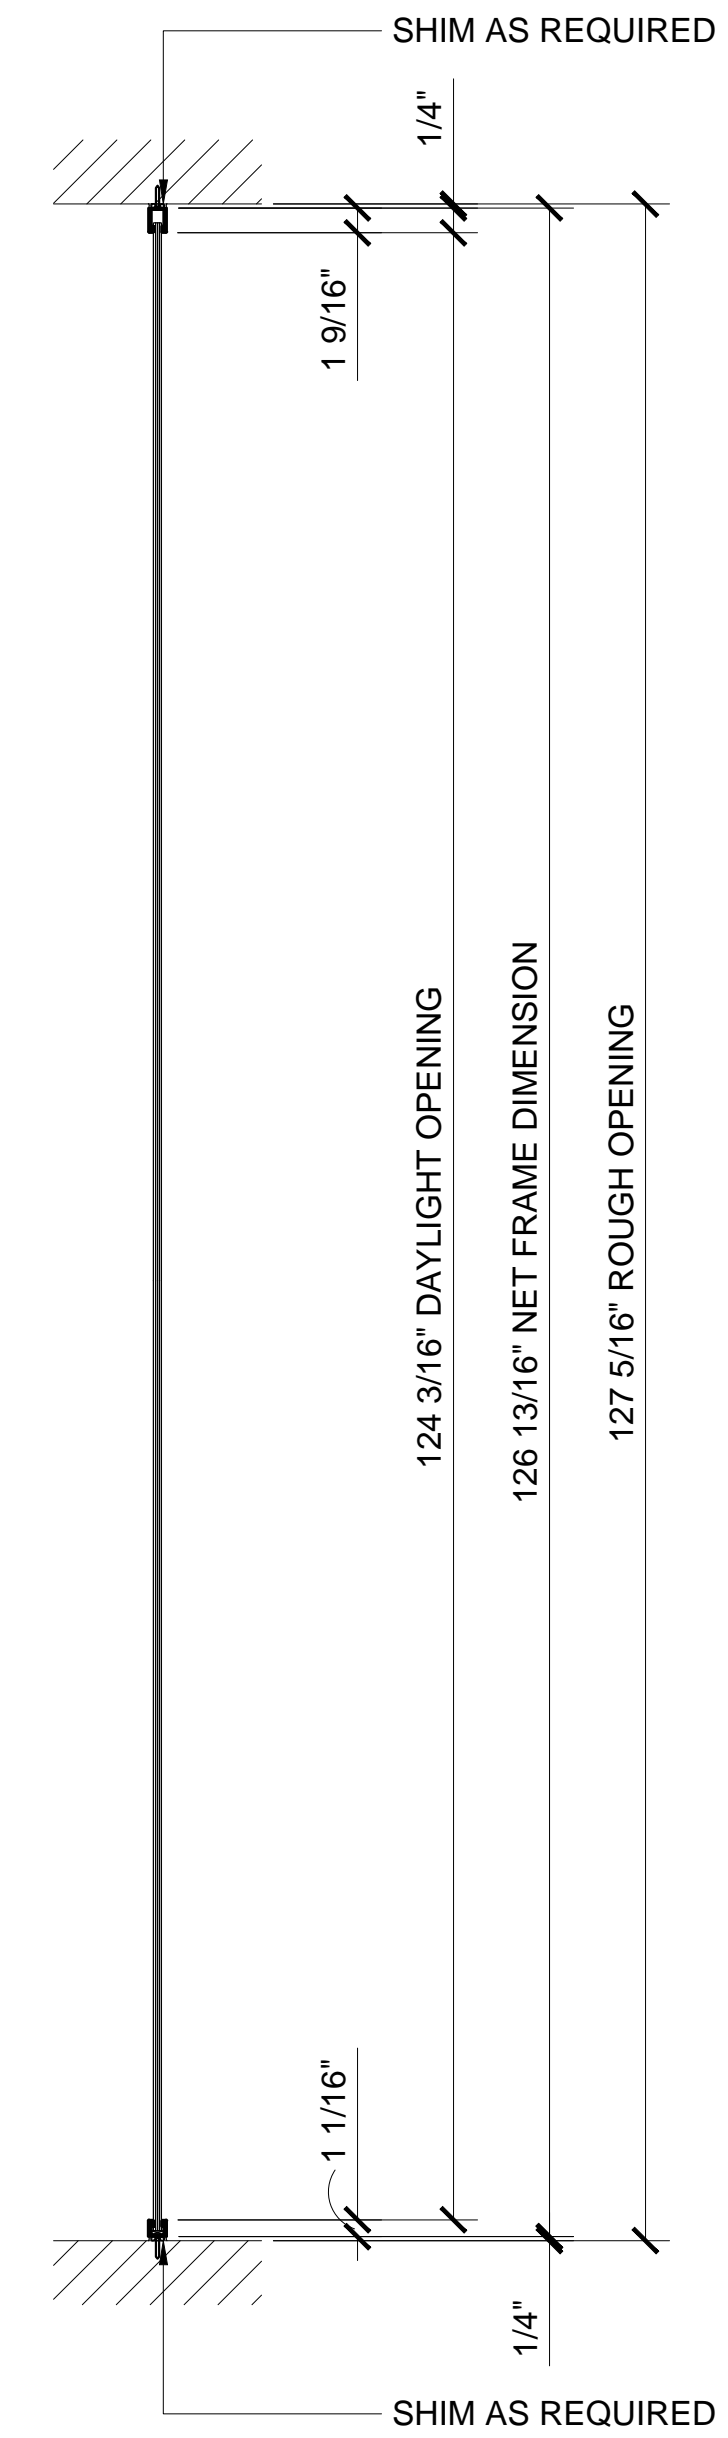 SHIM AS REQUIRED
1/4"
1 9/16"
124 3/16" DAYLIGHT OPENING
126 13/16" NET FRAME DIMENSION
127 5/16" ROUGH OPENING
1 1/16"
1/4"
SHIM AS REQUIRED